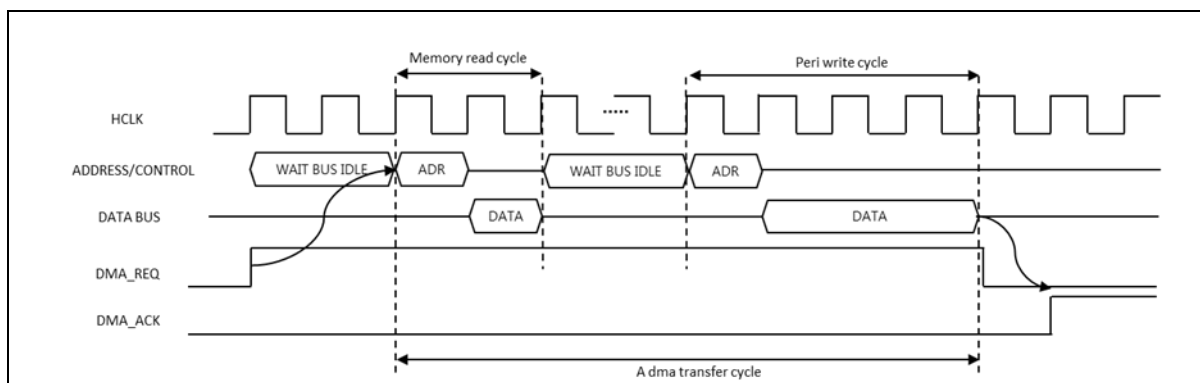 Memory read cycle
Peri write cycle
HCLK
.....
ADDRESS/CONTROL
WAIT BUS IDLE
ADR
WAIT BUS IDLE
ADR
DATA BUS
DATA
DATA
DMA_REQ
DMA_ACK
A dma transfer cycle